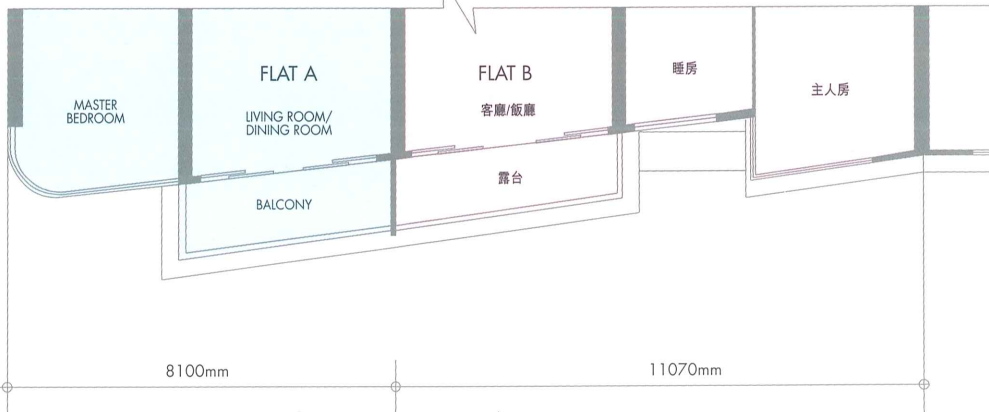 FLAT A
FLAT B
睡房
主人房
MASTER
BEDROOM
LIVING ROOM/
DINING ROOM
客廳/飯廳
BALCONY
露台
8100mm
11070mm